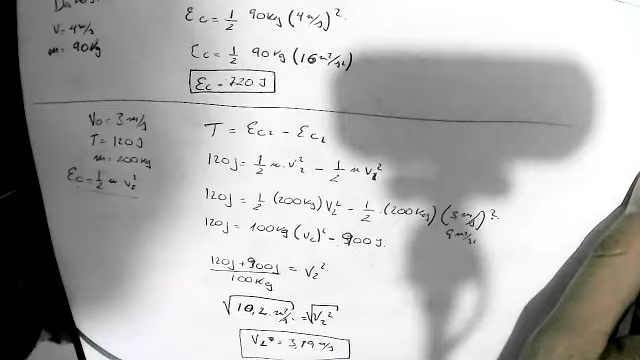 Datos:
V = 4 m/s
m = 90 Kg
Ec = 1/2 90 Kg (4 m/s)².
Ec = 1/2 90 Kg (16 m²/s²)
Ec = 720 J
Vo = 3 m/s
T = 120 J
m = 200 Kg
Ec = 1/2 m v²
T = Ec2 - Ec1
120 J = 1/2 m . V2² - 1/2 m V1²
120 J = 1/2 (200 Kg) V2² - 1/2 . (200 Kg) (3 m/s)²
9 m²/s²
120 J = 100 Kg (V2)² - 900 J.
120 J + 900 J / 100 Kg = V2².
√10,2 m²/s² = √V2²
V2 = 3,19 m/s